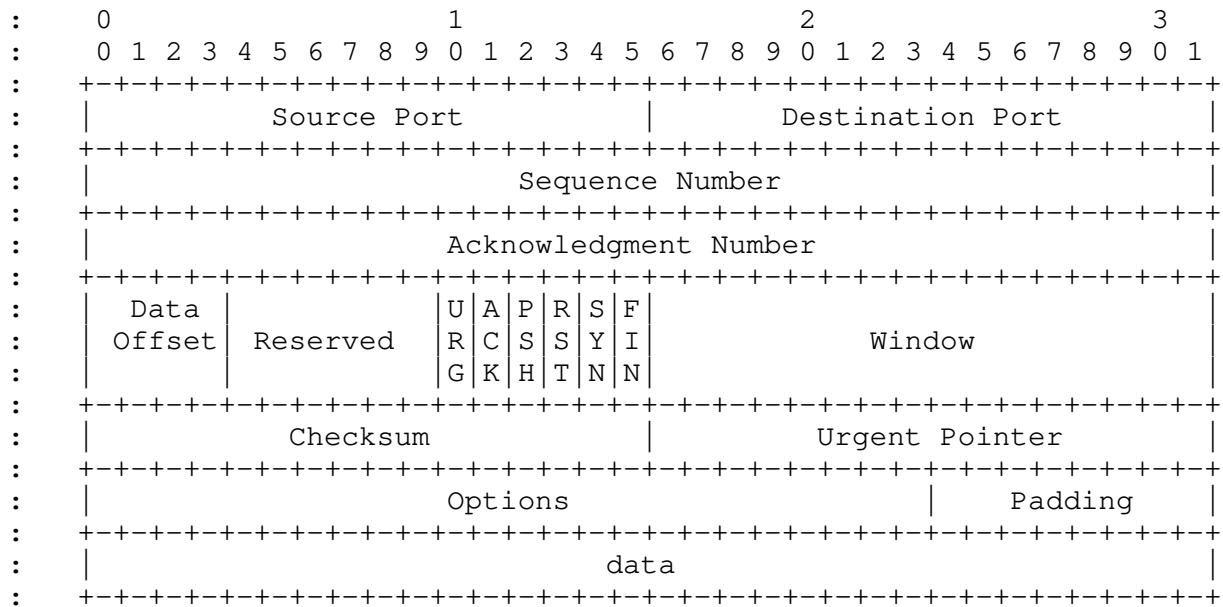 :    0                   1                   2                   3
:    0 1 2 3 4 5 6 7 8 9 0 1 2 3 4 5 6 7 8 9 0 1 2 3 4 5 6 7 8 9 0 1
:   +-+-+-+-+-+-+-+-+-+-+-+-+-+-+-+-+-+-+-+-+-+-+-+-+-+-+-+-+-+-+-+-+
:   |          Source Port          |       Destination Port        |
:   +-+-+-+-+-+-+-+-+-+-+-+-+-+-+-+-+-+-+-+-+-+-+-+-+-+-+-+-+-+-+-+-+
:   |                        Sequence Number                        |
:   +-+-+-+-+-+-+-+-+-+-+-+-+-+-+-+-+-+-+-+-+-+-+-+-+-+-+-+-+-+-+-+-+
:   |                    Acknowledgment Number                      |
:   +-+-+-+-+-+-+-+-+-+-+-+-+-+-+-+-+-+-+-+-+-+-+-+-+-+-+-+-+-+-+-+-+
:   |  Data |           |U|A|P|R|S|F|                               |
:   | Offset| Reserved  |R|C|S|S|Y|I|            Window             |
:   |       |           |G|K|H|T|N|N|                               |
:   +-+-+-+-+-+-+-+-+-+-+-+-+-+-+-+-+-+-+-+-+-+-+-+-+-+-+-+-+-+-+-+-+
:   |           Checksum            |         Urgent Pointer        |
:   +-+-+-+-+-+-+-+-+-+-+-+-+-+-+-+-+-+-+-+-+-+-+-+-+-+-+-+-+-+-+-+-+
:   |                    Options                    |    Padding    |
:   +-+-+-+-+-+-+-+-+-+-+-+-+-+-+-+-+-+-+-+-+-+-+-+-+-+-+-+-+-+-+-+-+
:   |                             data                              |
:   +-+-+-+-+-+-+-+-+-+-+-+-+-+-+-+-+-+-+-+-+-+-+-+-+-+-+-+-+-+-+-+-+